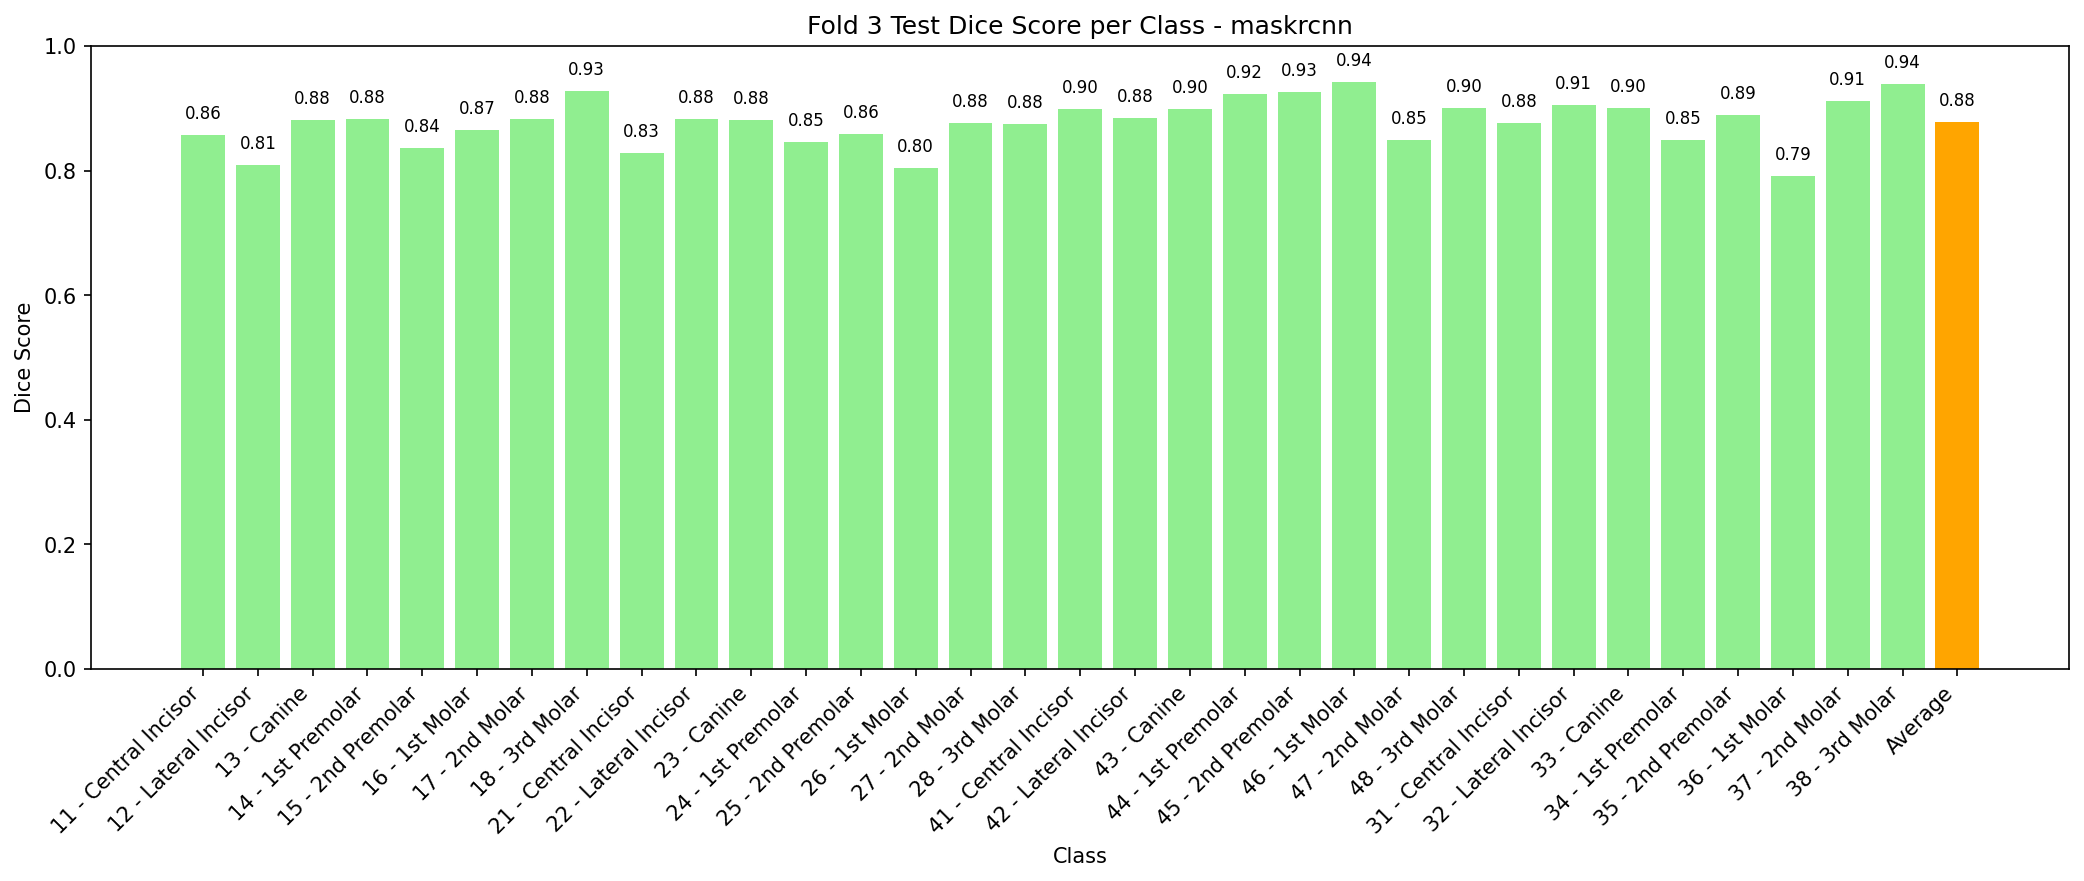 Fold 3 Test Dice Score per Class - maskrcnn
Dice Score
1.0
0.8
0.6
0.4
0.2
0.0
0.86
0.81
0.88
0.88
0.84
0.87
0.88
0.93
0.83
0.88
0.88
0.85
0.86
0.80
0.88
0.88
0.90
0.88
0.90
0.92
0.93
0.94
0.85
0.90
0.88
0.91
0.90
0.85
0.89
0.79
0.91
0.94
0.88
11 - Central Incisor
12 - Lateral Incisor
13 - Canine
14 - 1st Premolar
15 - 2nd Premolar
16 - 1st Molar
17 - 2nd Molar
18 - 3rd Molar
21 - Central Incisor
22 - Lateral Incisor
23 - Canine
24 - 1st Premolar
25 - 2nd Premolar
26 - 1st Molar
27 - 2nd Molar
28 - 3rd Molar
41 - Central Incisor
42 - Lateral Incisor
43 - Canine
44 - 1st Premolar
45 - 2nd Premolar
46 - 1st Molar
47 - 2nd Molar
48 - 3rd Molar
31 - Central Incisor
32 - Lateral Incisor
33 - Canine
34 - 1st Premolar
35 - 2nd Premolar
36 - 1st Molar
37 - 2nd Molar
38 - 3rd Molar
Average
Class